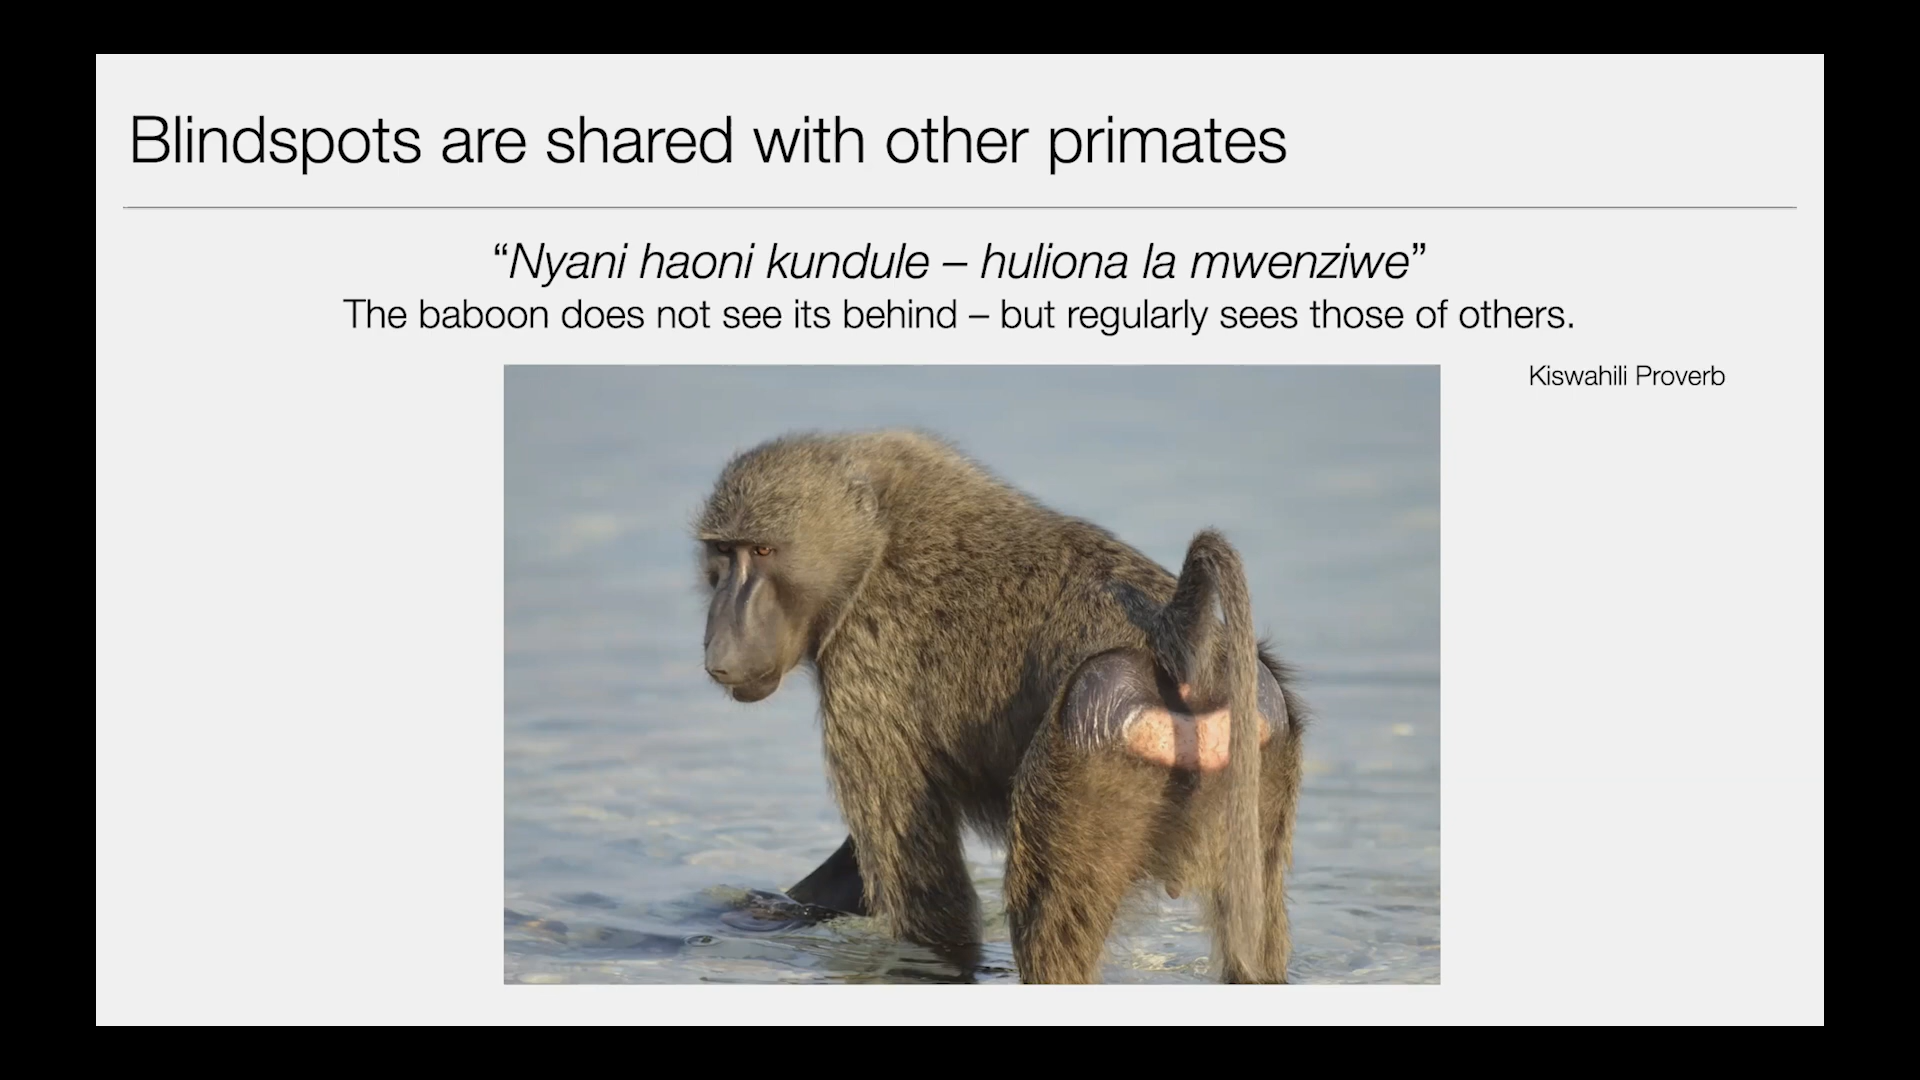 Blindspots are shared with other primates
“Nyani haoni kundule – huliona la mwenziwe”
The baboon does not see its behind – but regularly sees those of others.
Kiswahili Proverb